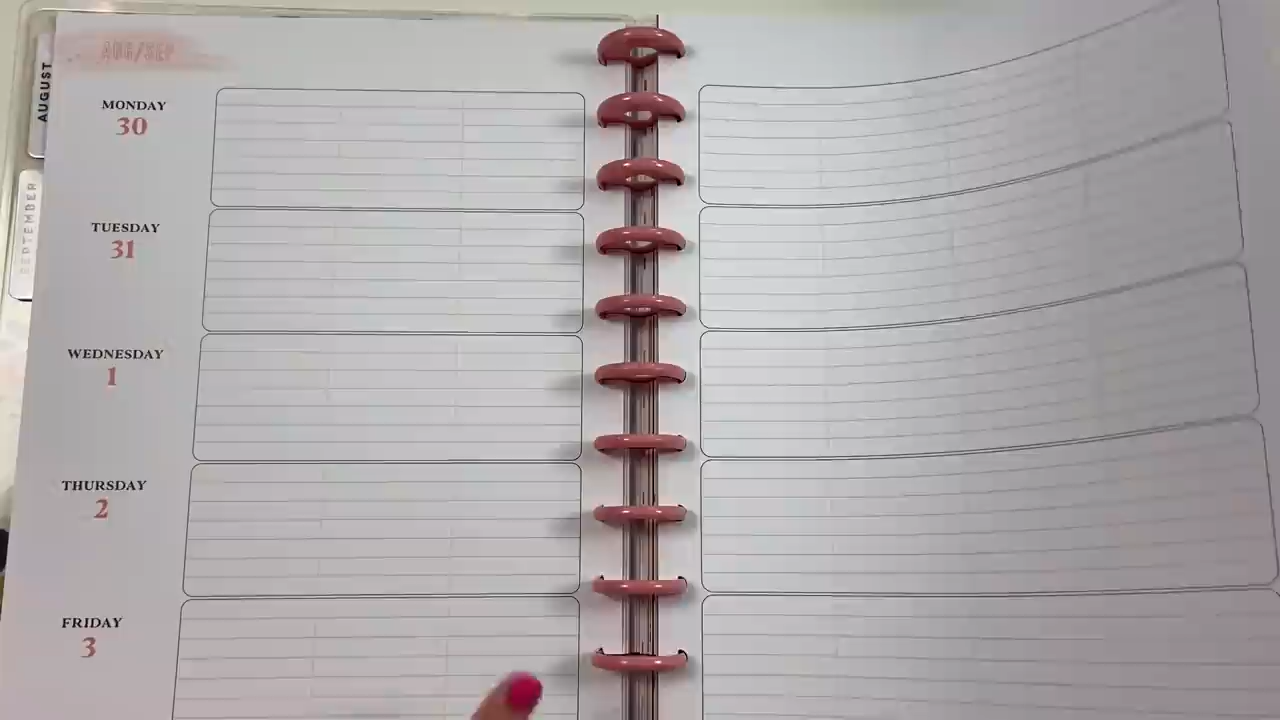 AUG/SEP
AUGUST
MONDAY
30
SEPTEMBER
TUESDAY
31
WEDNESDAY
1
THURSDAY
2
FRIDAY
3